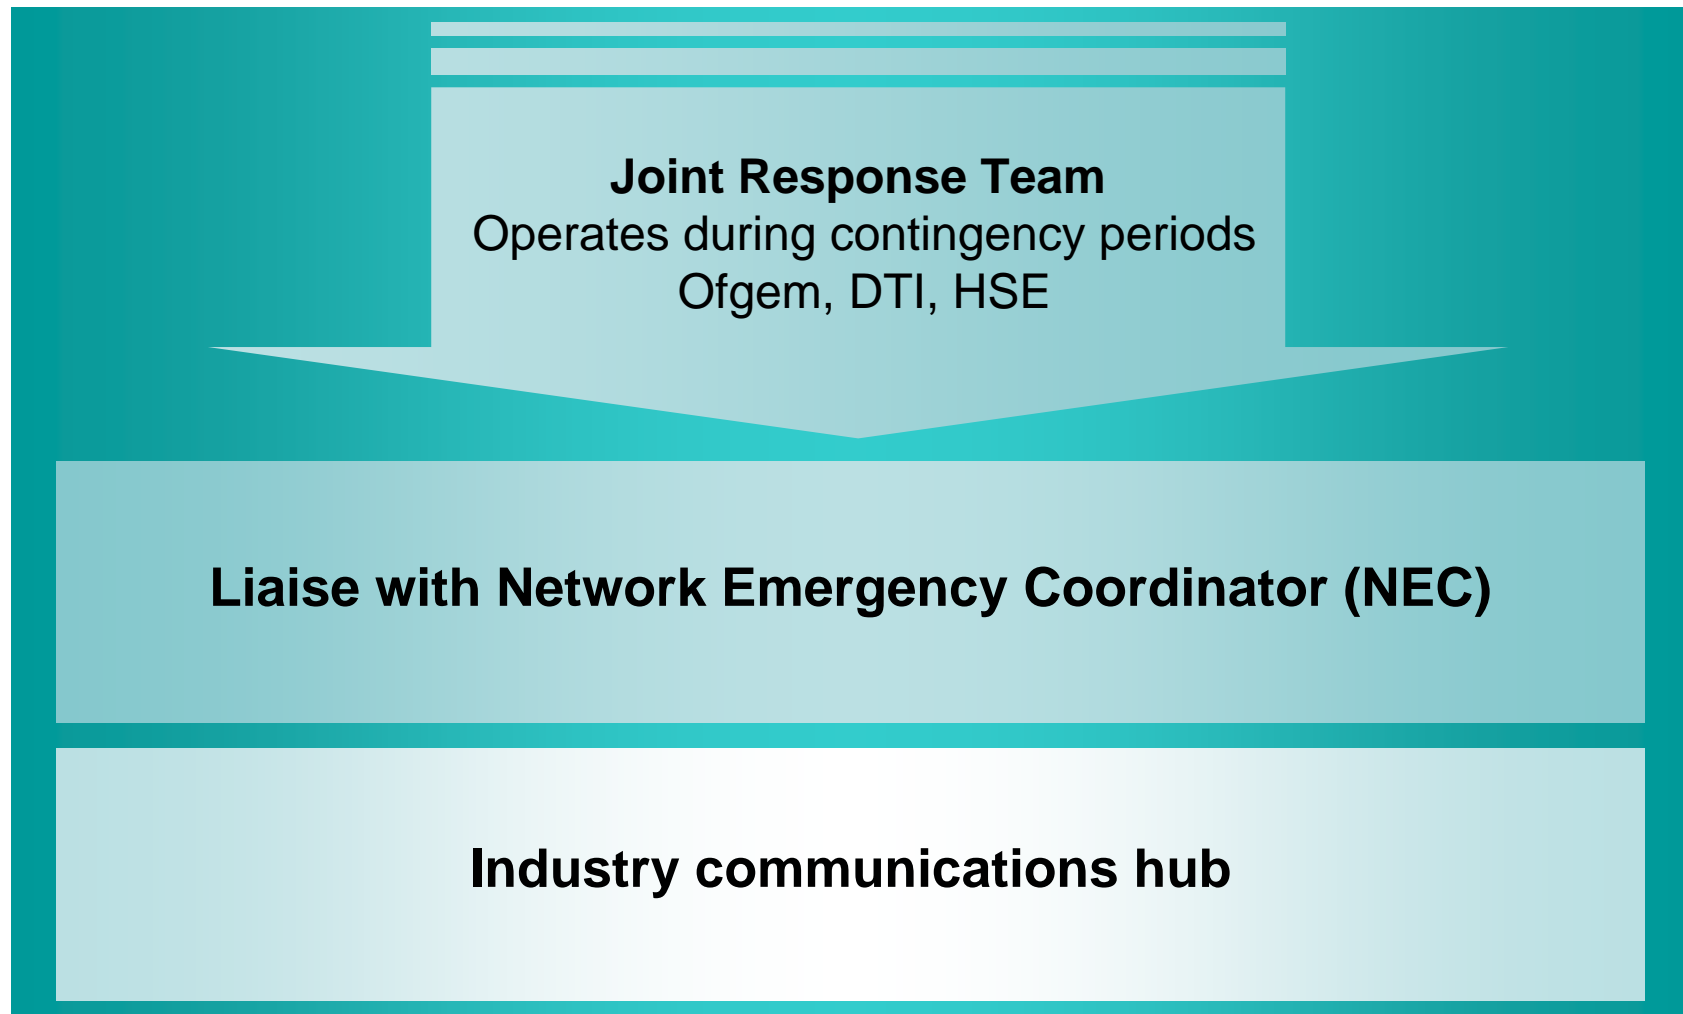 Joint Response Team
Operates during contingency periods
Ofgem, DTI, HSE
Liaise with Network Emergency Coordinator (NEC)
Industry communications hub